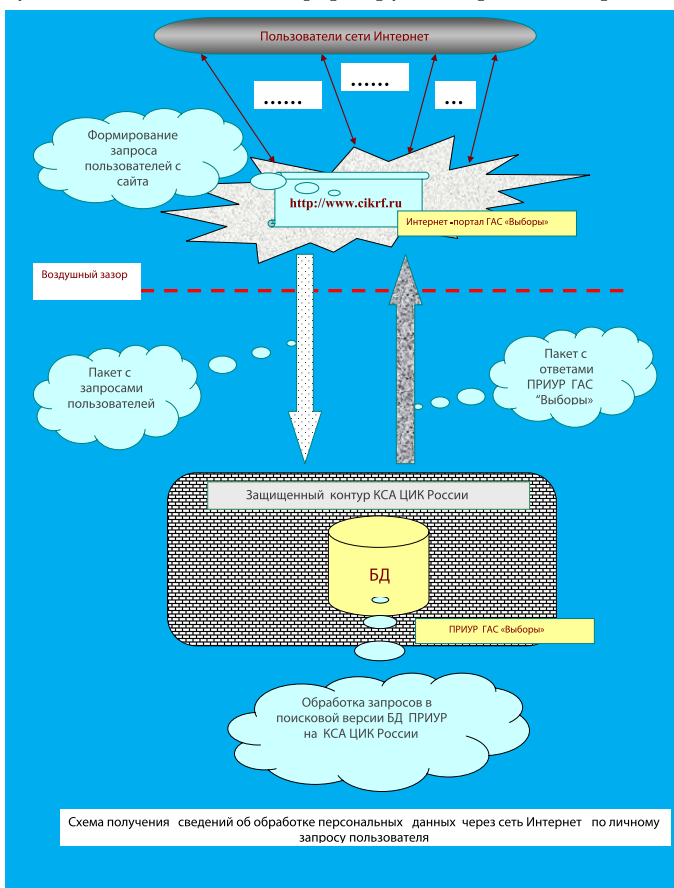 Пользователи сети Интернет
......
......
...
Формирование
запроса
пользователей с
сайта
http://www.cikrf.ru
Интернет-портал ГАС «Выборы»
Воздушный зазор
Пакет с
запросами
пользователей
Пакет с
ответами
ПРИУР ГАС
“Выборы»
Защищенный контур КСА ЦИК России
БД
ПРИУР ГАС «Выборы»
Обработка запросов в
поисковой версии БД ПРИУР
на КСА ЦИК России
Схема получения сведений об обработке персональных данных через сеть Интернет по личному
запросу пользователя